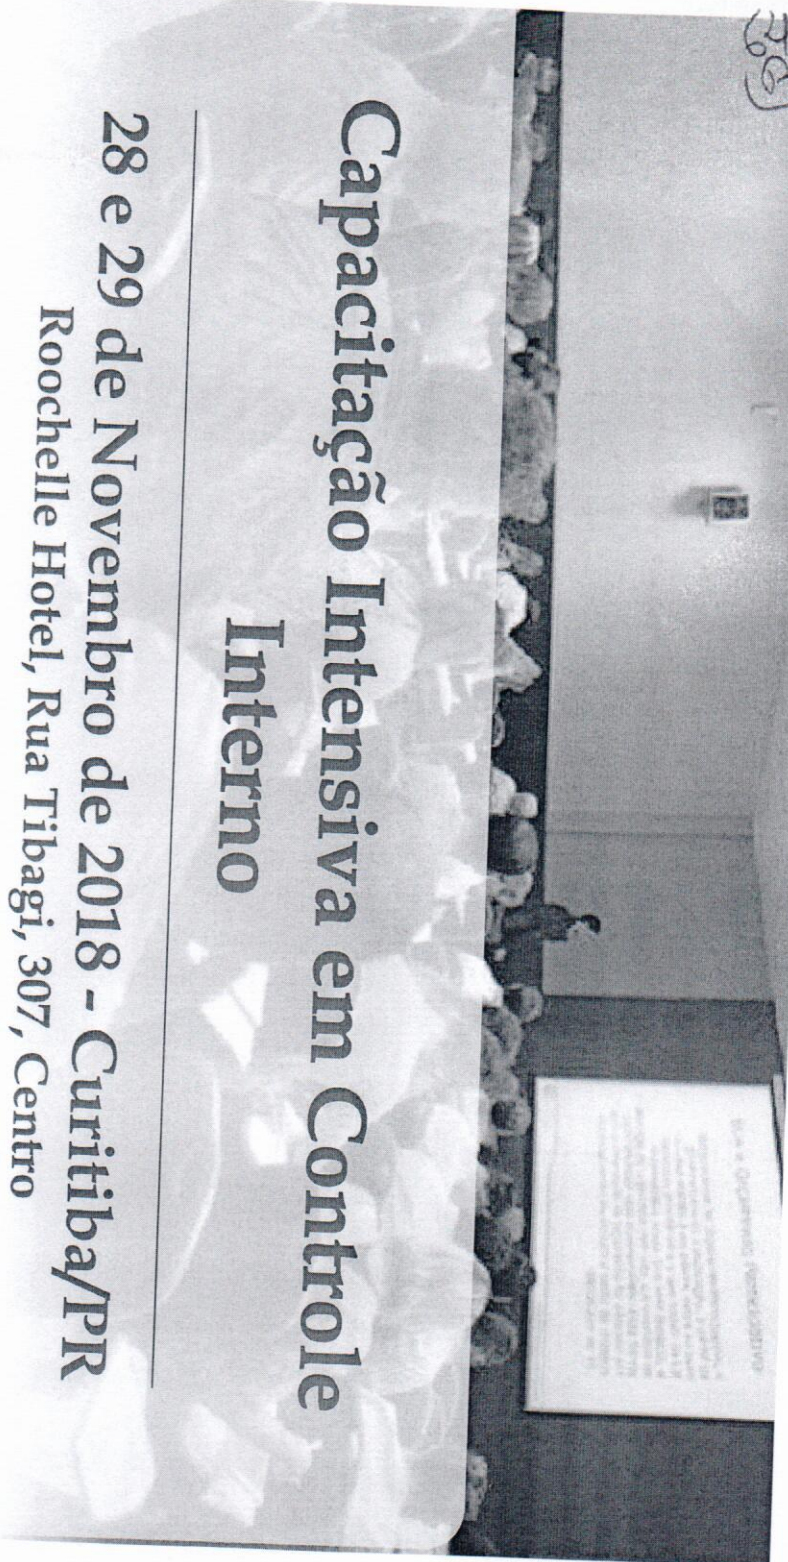 Capacitação Intensiva em Controle
Interno
28 e 29 de Novembro de 2018 - Curitiba/PR
Roochelle Hotel, Rua Tibagi, 307, Centro